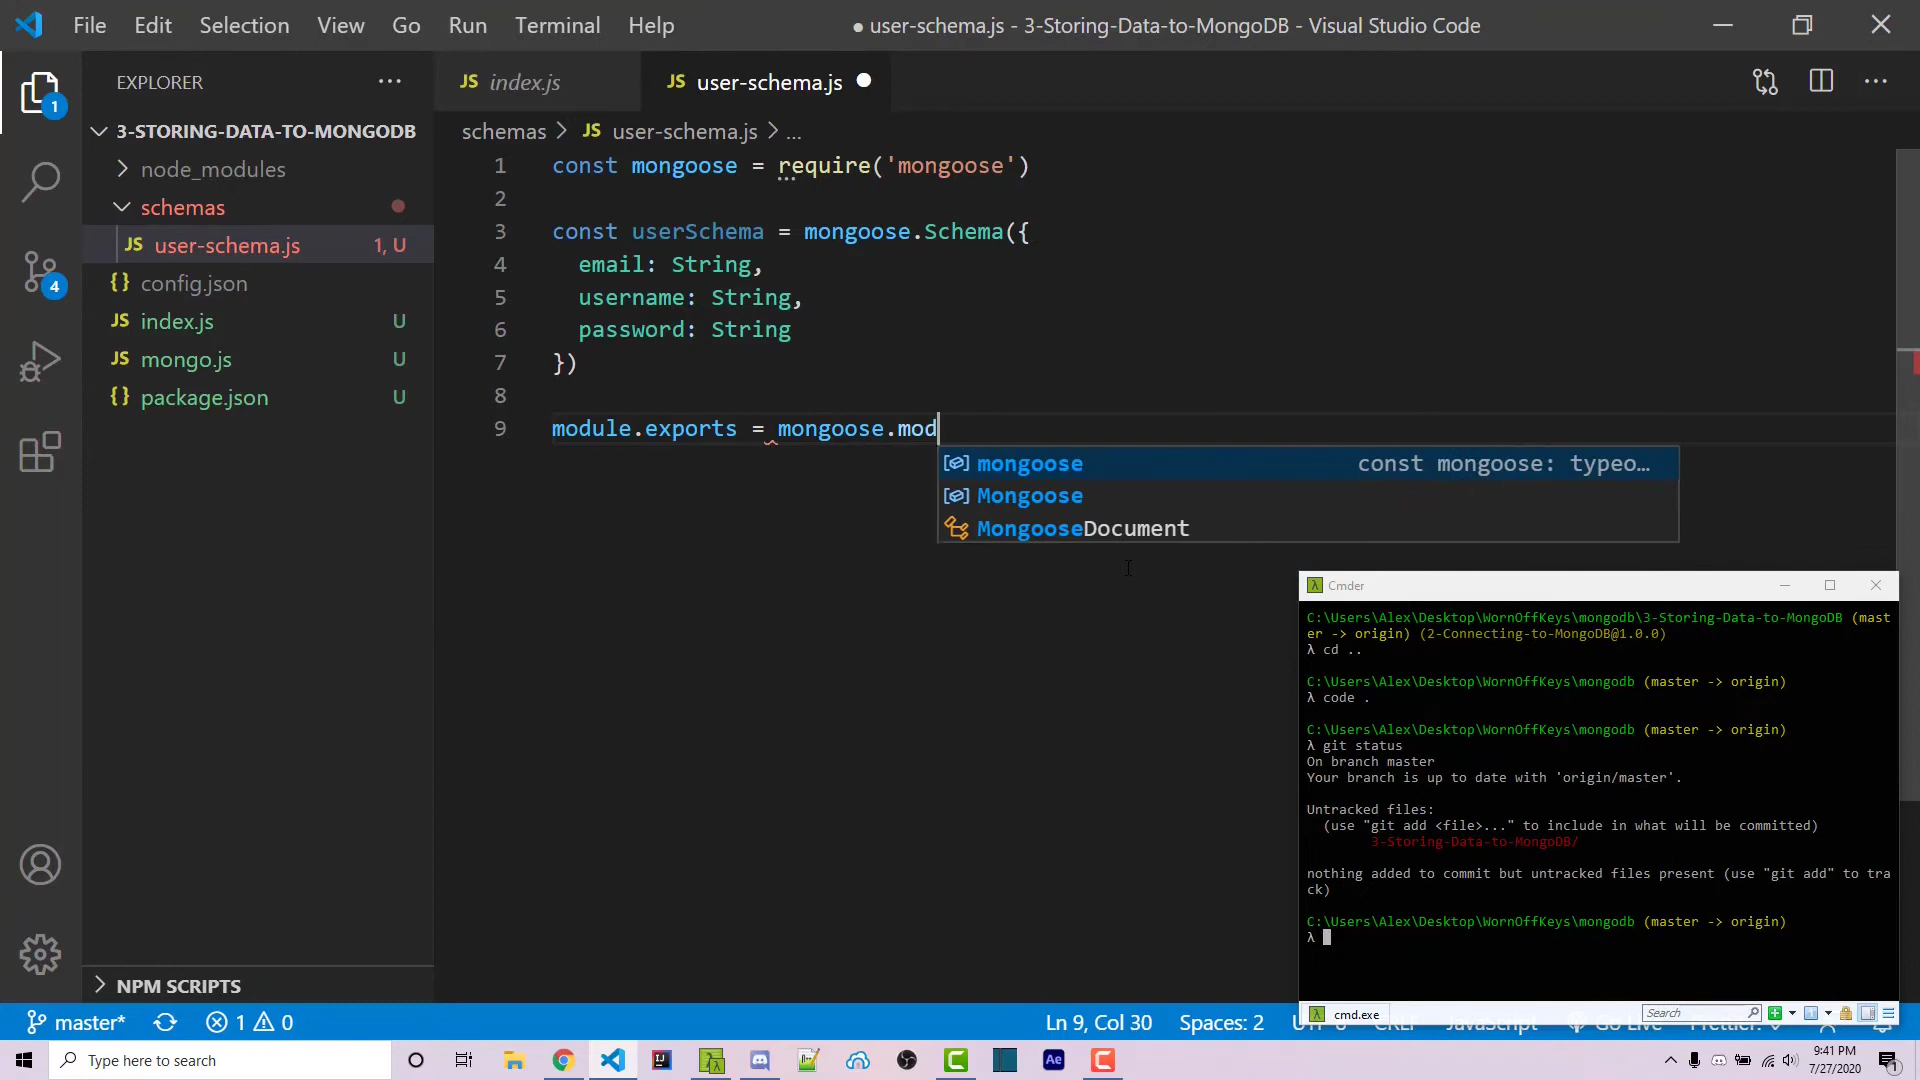 File Edit Selection View Go Run Terminal Help
● user-schema.js - 3-Storing-Data-to-MongoDB - Visual Studio Code
EXPLORER
JS index.js
JS user-schema.js
1
3-STORING-DATA-TO-MONGODB
node_modules
schemas
JS user-schema.js 1, U
{} config.json
JS index.js U
JS mongo.js U
{} package.json U
4
NPM SCRIPTS
schemas > JS user-schema.js > ...
1 const mongoose = require('mongoose')
2
3 const userSchema = mongoose.Schema({
4 email: String,
5 username: String,
6 password: String
7 })
8
9 module.exports = mongoose.mod
mongoose const mongoose: typeo...
Mongoose
MongooseDocument
Cmder
C:\Users\Alex\Desktop\WornOffKeys\mongodb\3-Storing-Data-to-MongoDB (mast
er -> origin) (2-Connecting-to-MongoDB@1.0.0)
λ cd ..
C:\Users\Alex\Desktop\WornOffKeys\mongodb (master -> origin)
λ code .
C:\Users\Alex\Desktop\WornOffKeys\mongodb (master -> origin)
λ git status
On branch master
Your branch is up to date with 'origin/master'.
Untracked files:
(use "git add <file>..." to include in what will be committed)
3-Storing-Data-to-MongoDB/
nothing added to commit but untracked files present (use "git add" to tra
ck)
C:\Users\Alex\Desktop\WornOffKeys\mongodb (master -> origin)
λ
cmd.exe
Search
master* 1 0
Ln 9, Col 30 Spaces: 2
Type here to search
Ae
9:41 PM
7/27/2020
1